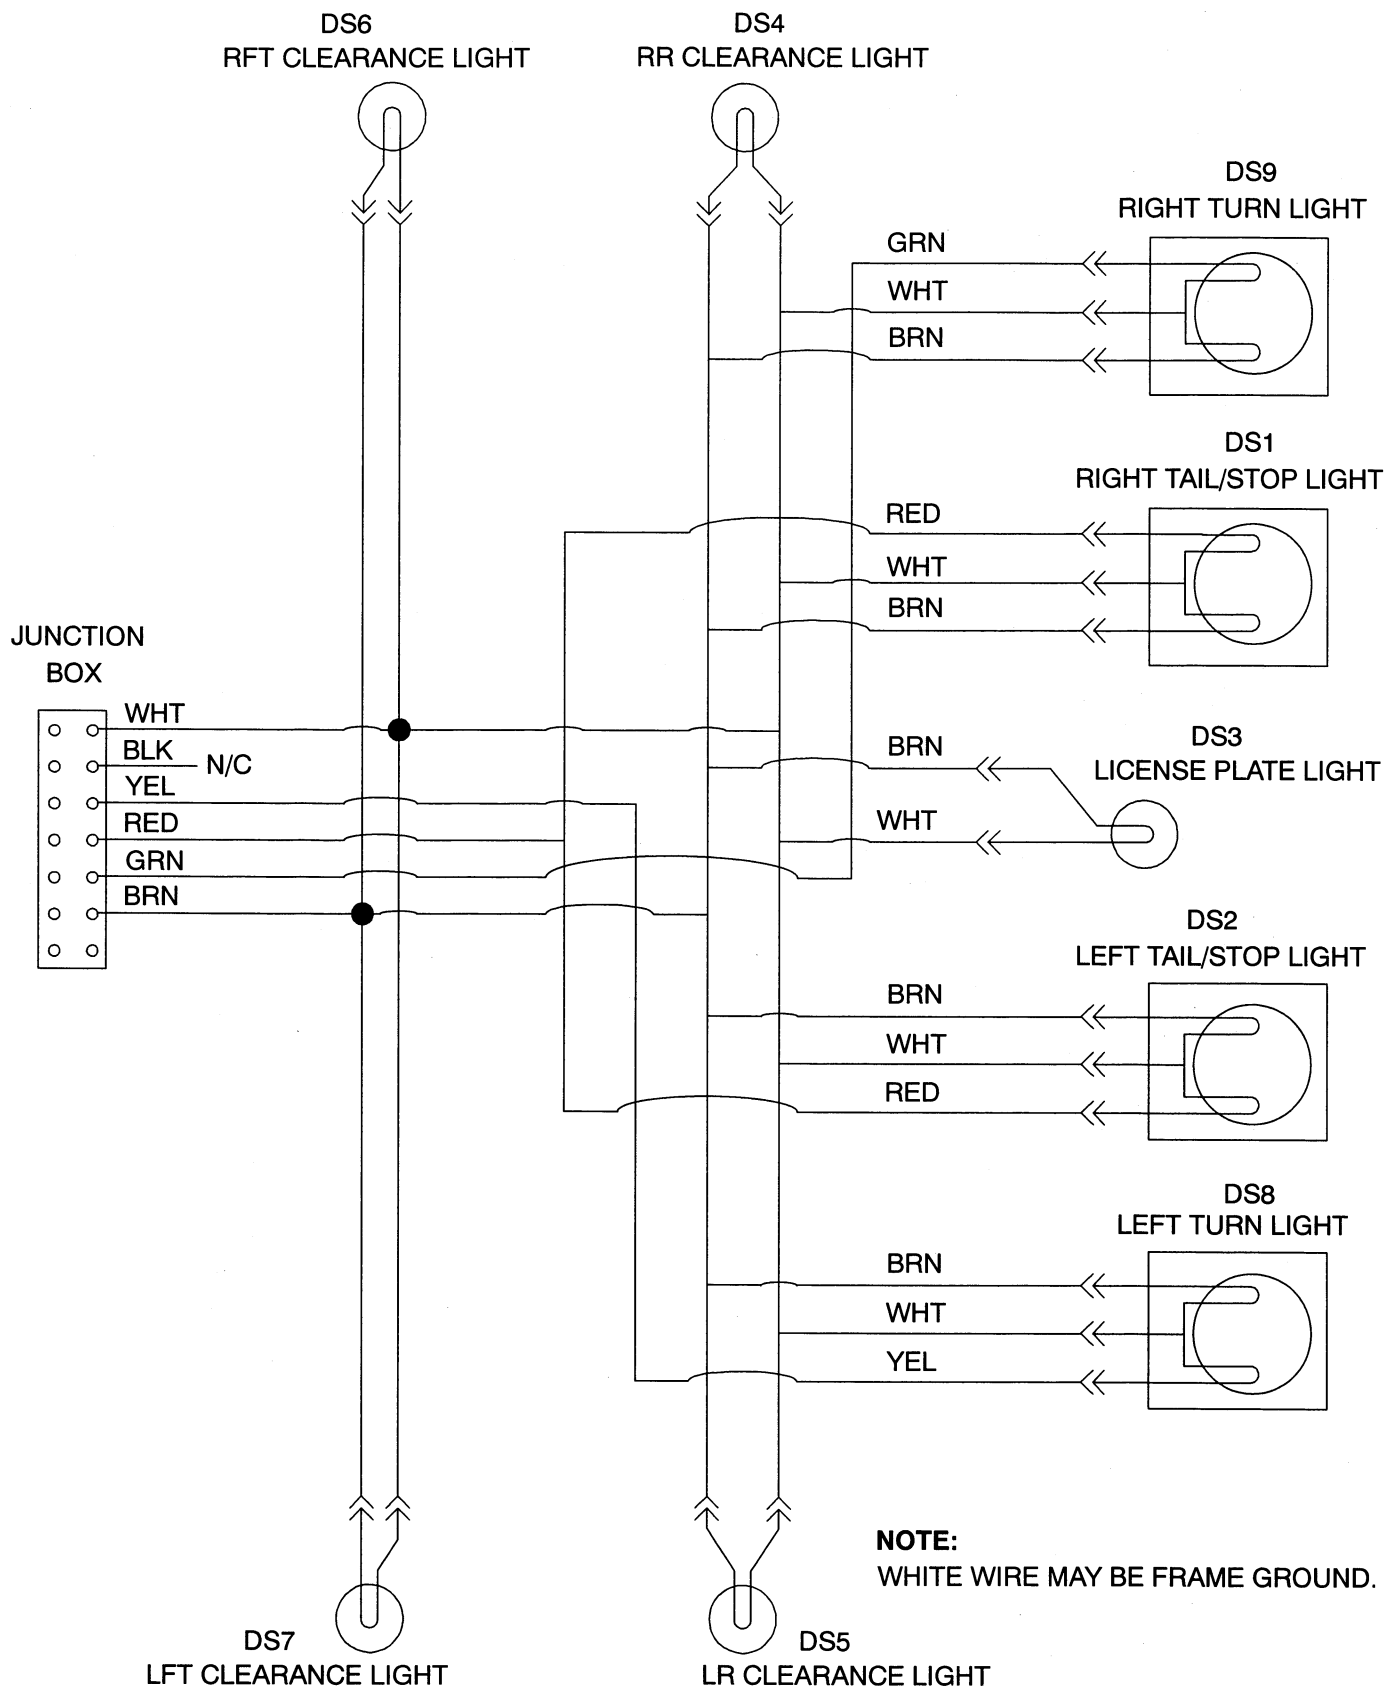 DS6
RFT CLEARANCE LIGHT
DS4
RR CLEARANCE LIGHT
DS9
RIGHT TURN LIGHT
GRN
WHT
BRN
DS1
RIGHT TAIL/STOP LIGHT
RED
WHT
BRN
JUNCTION
BOX
WHT
BLK
N/C
YEL
RED
GRN
BRN
DS3
LICENSE PLATE LIGHT
BRN
WHT
DS2
LEFT TAIL/STOP LIGHT
BRN
WHT
RED
DS8
LEFT TURN LIGHT
BRN
WHT
YEL
NOTE:
WHITE WIRE MAY BE FRAME GROUND.
DS7
LFT CLEARANCE LIGHT
DS5
LR CLEARANCE LIGHT